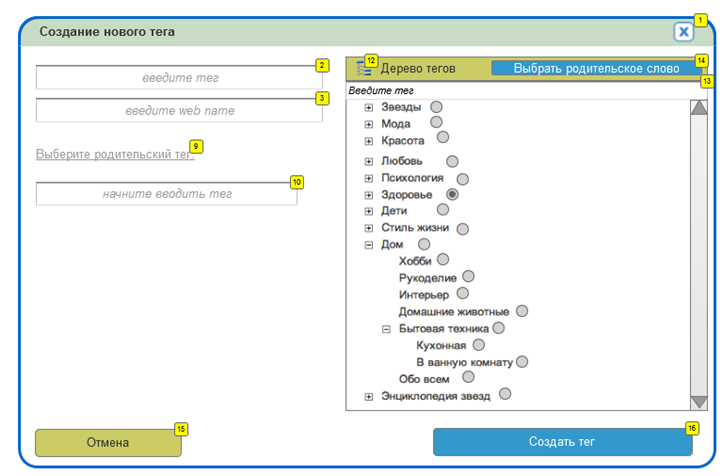 Создание нового тега
X
1
2
введите тег
3
введите web name
9
Выберите родительский тег.
10
начните вводить тег
12
Дерево тегов
Выбрать родительское слово
14
13
Введите тег
Звезды
Мода
Красота
Любовь
Психология
Здоровье
Дети
Стиль жизни
Дом
Хобби
Рукоделие
Интерьер
Домашние животные
Бытовая техника
Кухонная
В ванную комнату
Обо всем
Энциклопедия звезд
15
Отмена
16
Создать тег